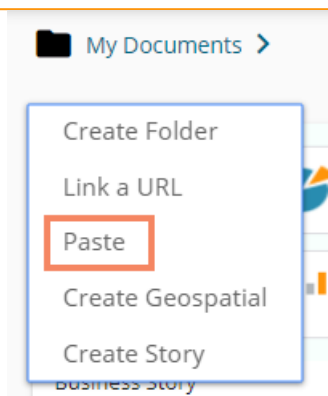 My Documents >
Create Folder
Link a URL
Paste
Create Geospatial
Create Story
Business Story